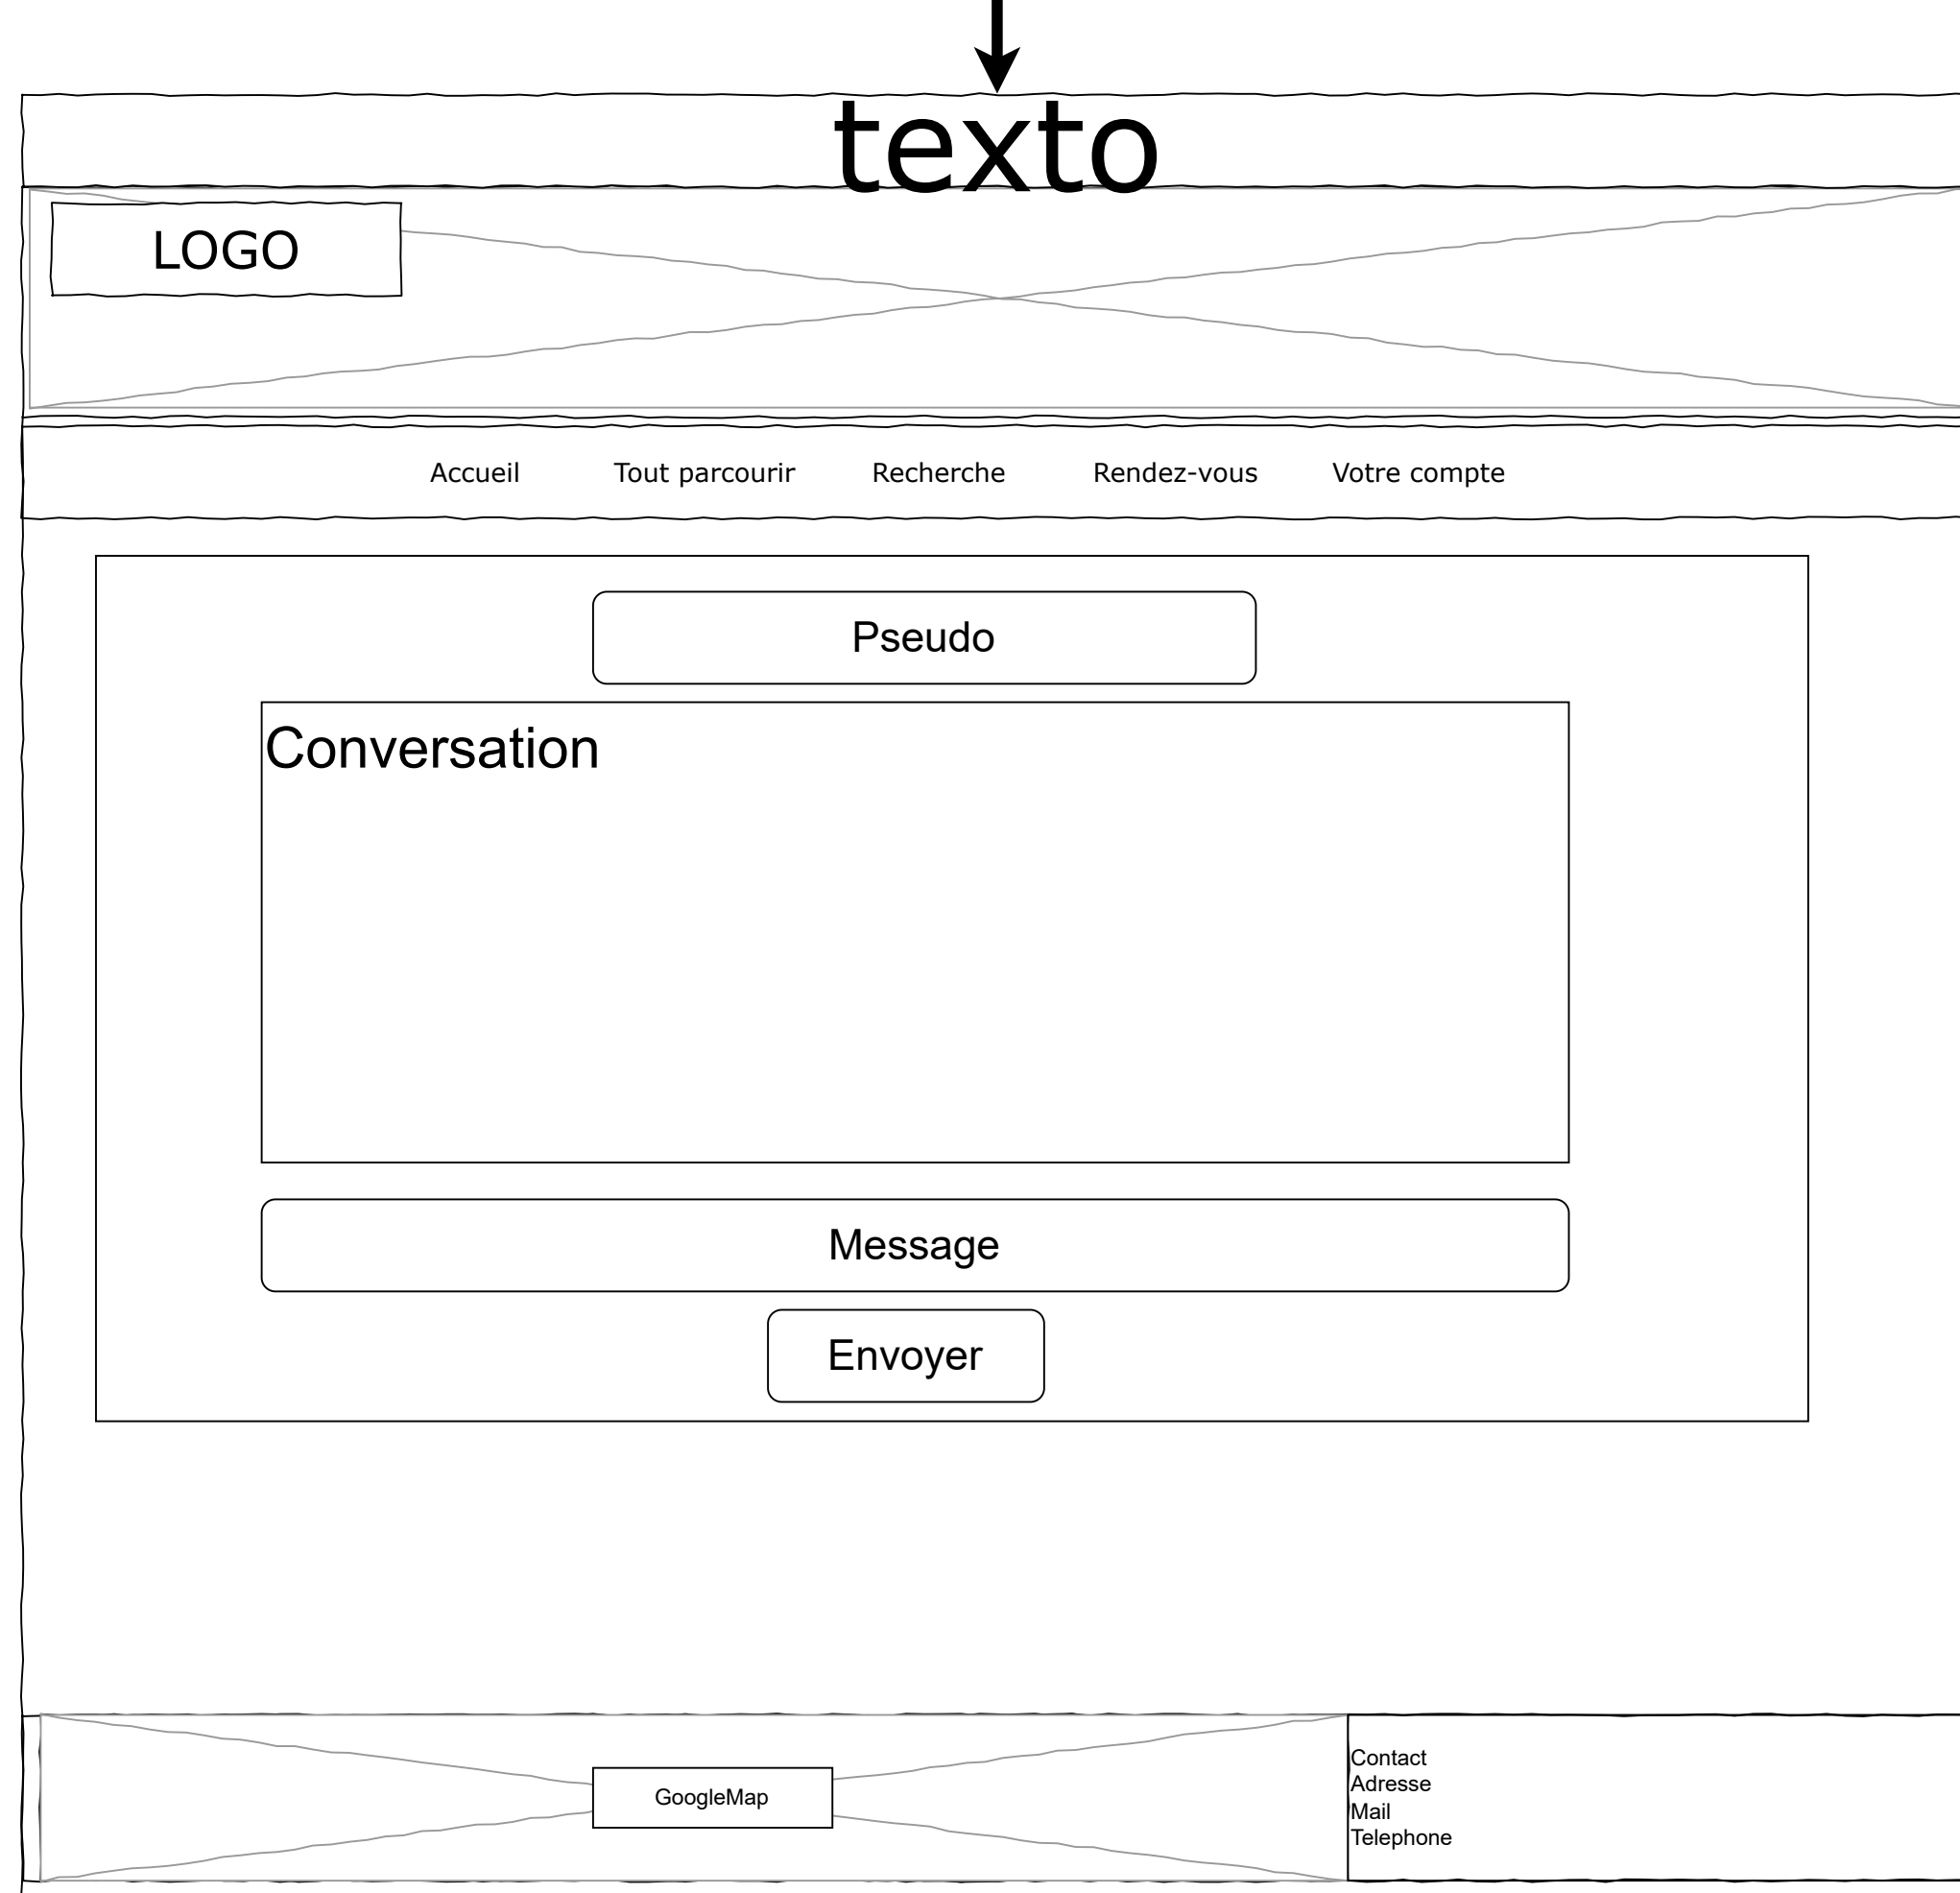 texto
LOGO
Accueil Tout parcourir Recherche Rendez-vous Votre compte
Pseudo
Conversation
Message
Envoyer
GoogleMap
Contact
Adresse
Mail
Telephone